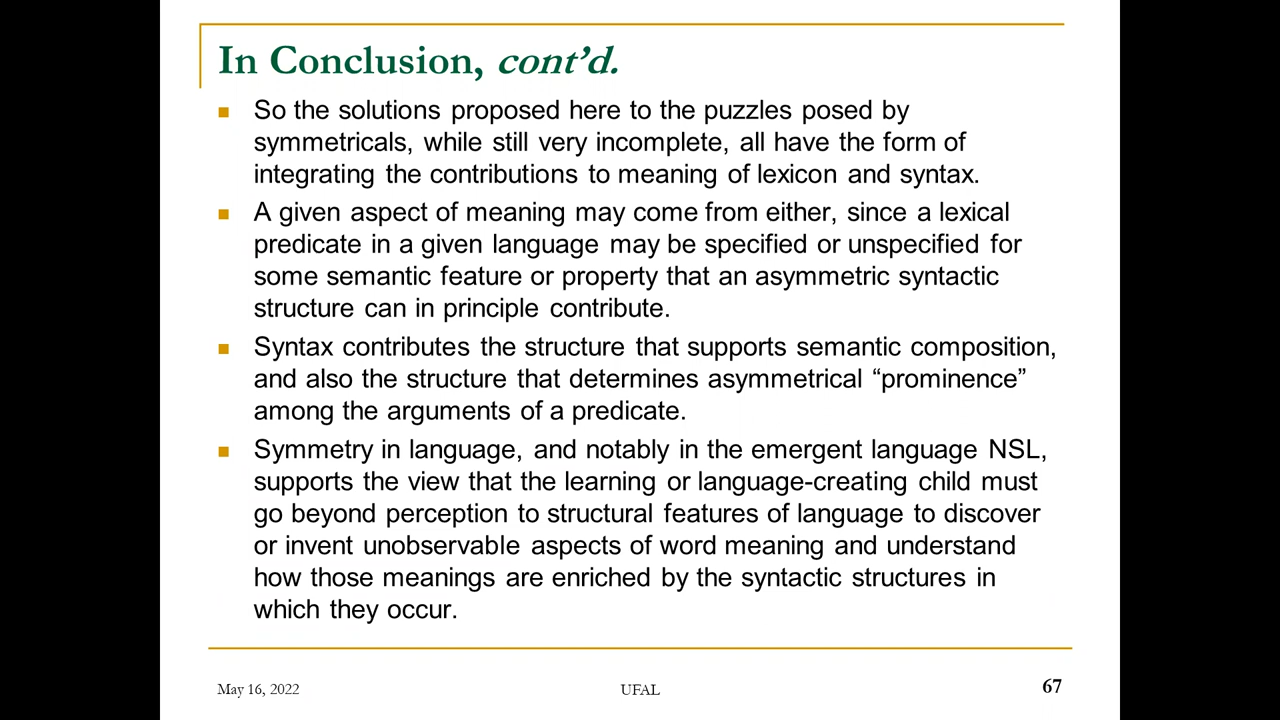 In Conclusion, cont’d.
So the solutions proposed here to the puzzles posed by
symmetricals, while still very incomplete, all have the form of
integrating the contributions to meaning of lexicon and syntax.
A given aspect of meaning may come from either, since a lexical
predicate in a given language may be specified or unspecified for
some semantic feature or property that an asymmetric syntactic
structure can in principle contribute.
Syntax contributes the structure that supports semantic composition,
and also the structure that determines asymmetrical “prominence”
among the arguments of a predicate.
Symmetry in language, and notably in the emergent language NSL,
supports the view that the learning or language-creating child must
go beyond perception to structural features of language to discover
or invent unobservable aspects of word meaning and understand
how those meanings are enriched by the syntactic structures in
which they occur.
May 16, 2022
UFAL
67